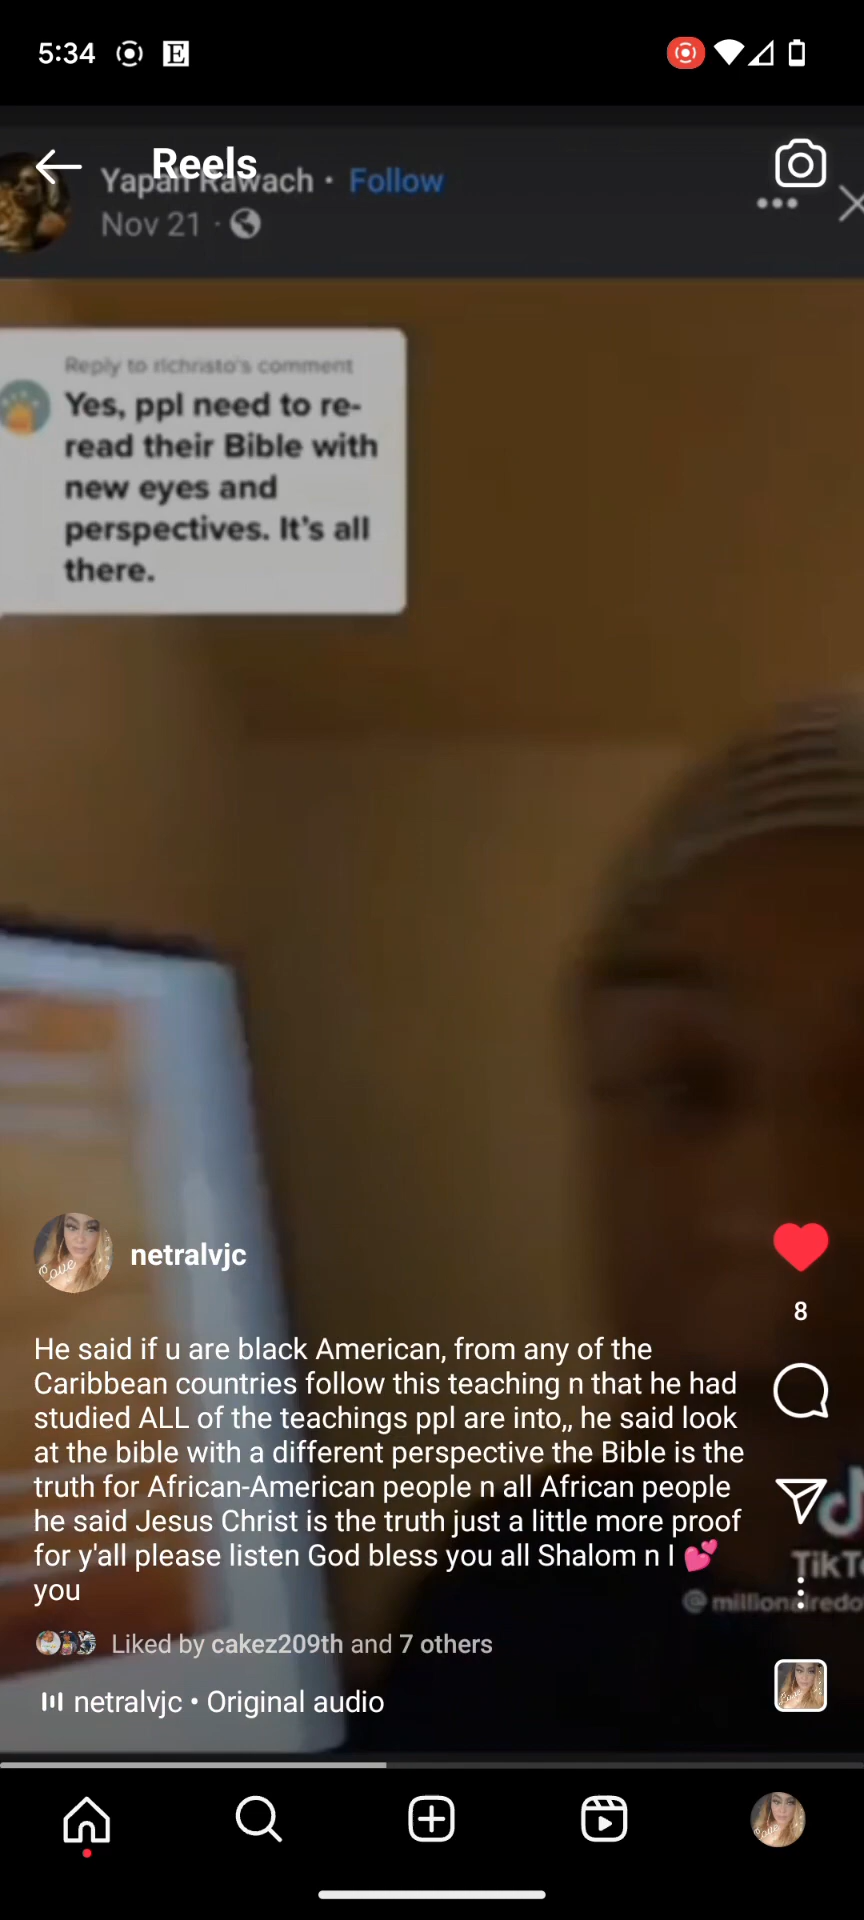 5:34
E
Reels
Yapah Rawach • Follow
Nov 21
Reply to richristo's comment
Yes, ppl need to re-
read their Bible with
new eyes and
perspectives. It's all
there.
netralvjc
8
He said if u are black American, from any of the
Caribbean countries follow this teaching n that he had
studied ALL of the teachings ppl are into,, he said look
at the bible with a different perspective the Bible is the
truth for African-American people n all African people
he said Jesus Christ is the truth just a little more proof
for y'all please listen God bless you all Shalom n I 💕
you
TikT
@millionairedo
Liked by cakez209th and 7 others
netralvjc • Original audio